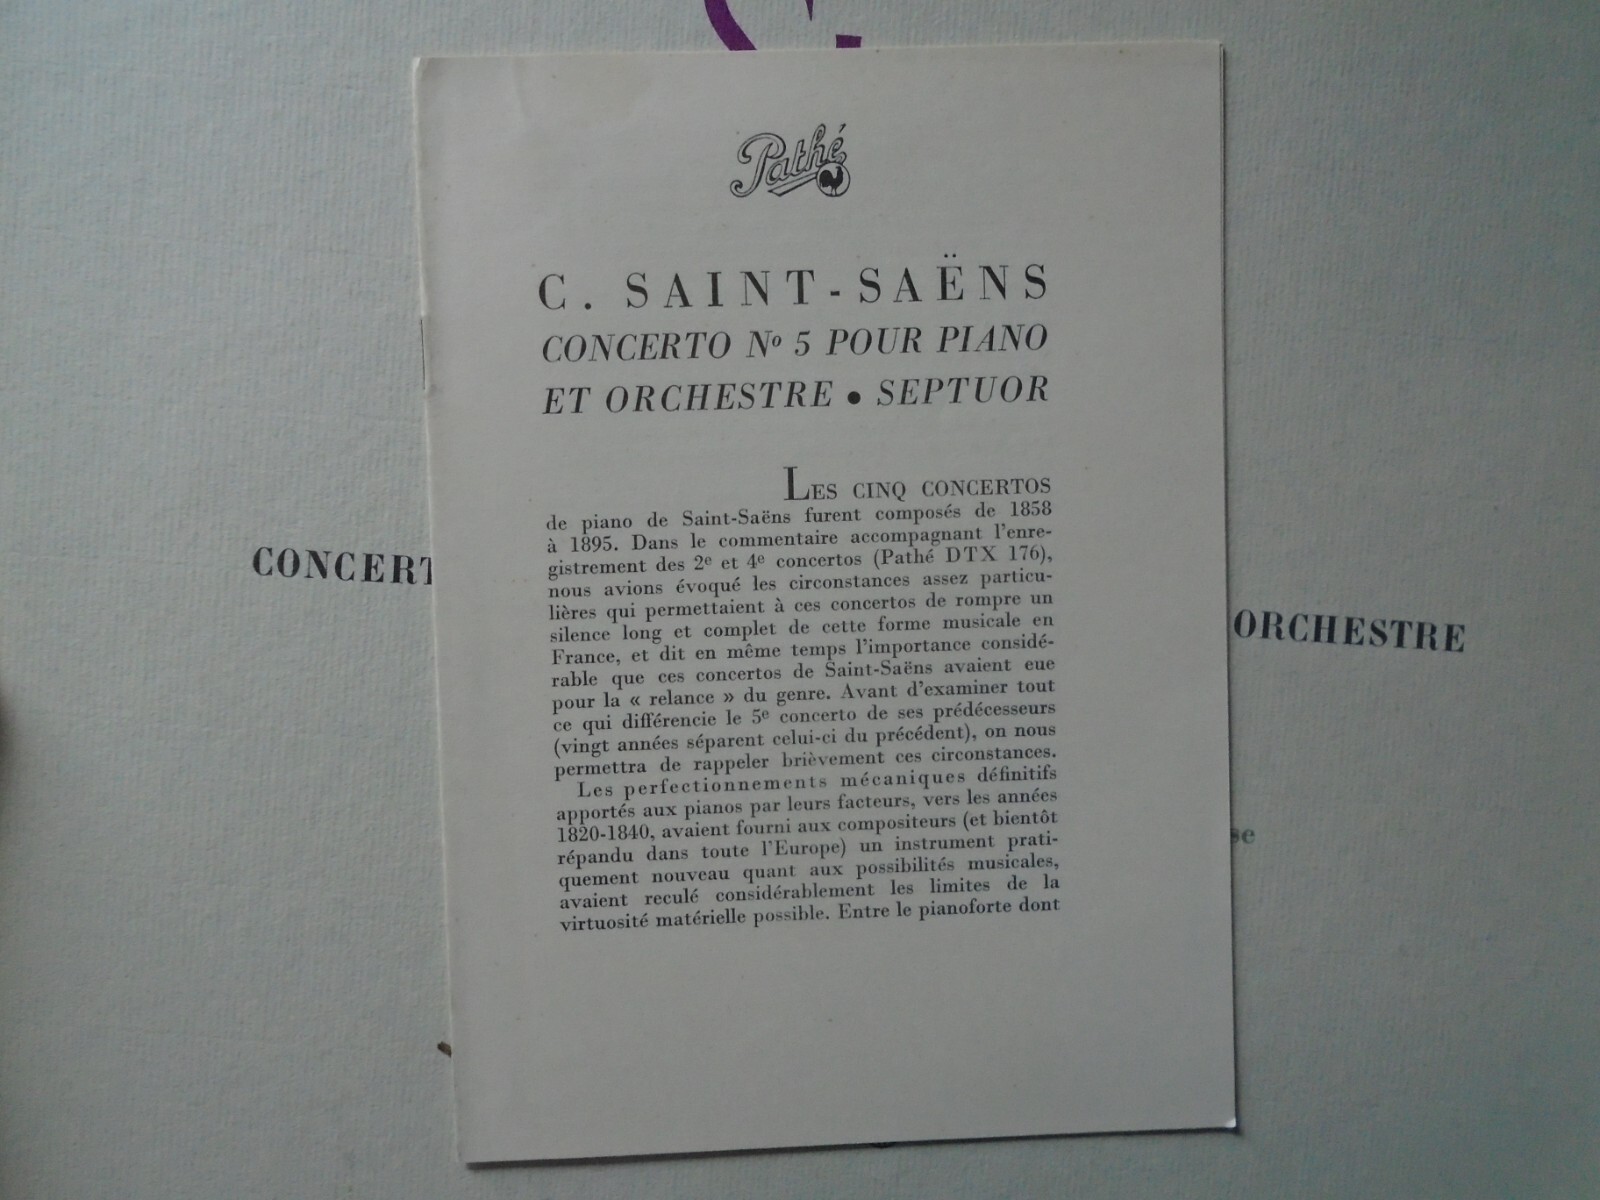 Pathé
C. SAINT-SAËNS
CONCERTO Nº 5 POUR PIANO
ET ORCHESTRE • SEPTUOR
LES CINQ CONCERTOS
de piano de Saint-Saëns furent composés de 1858
à 1895. Dans le commentaire accompagnant l'enre-
gistrement des 2e et 4e concertos (Pathé DTX 176),
nous avions évoqué les circonstances assez particu-
lières qui permettaient à ces concertos de rompre un
silence long et complet de cette forme musicale en
France, et dit en même temps l'importance considé-
rable que ces concertos de Saint-Saëns avaient eue
pour la « relance » du genre. Avant d'examiner tout
ce qui différencie le 5e concerto de ses prédécesseurs
(vingt années séparent celui-ci du précédent), on nous
permettra de rappeler brièvement ces circonstances.
Les perfectionnements mécaniques définitifs
apportés aux pianos par leurs facteurs, vers les années
1820-1840, avaient fourni aux compositeurs (et bientôt
répandu dans toute l'Europe) un instrument prati-
quement nouveau quant aux possibilités musicales,
avaient reculé considérablement les limites de la
virtuosité matérielle possible. Entre le pianoforte dont
CONCERT
ORCHESTRE
se